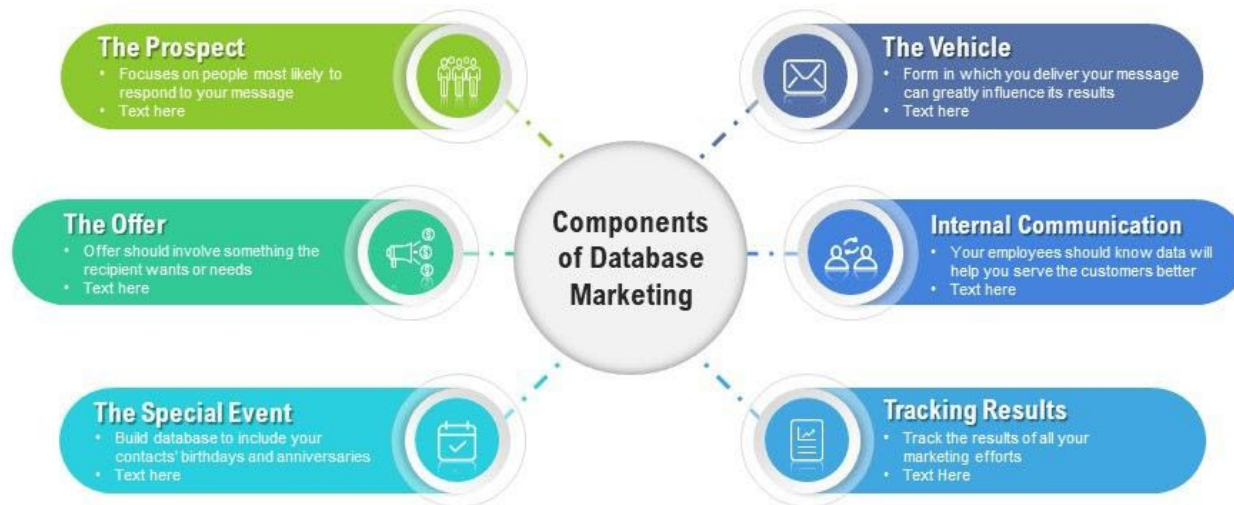 The Prospect
• Focuses on people most likely to
respond to your message
• Text here
The Offer
• Offer should involve something the
recipient wants or needs
• Text here
The Special Event
• Build database to include your
contacts' birthdays and anniversaries
• Text here
Components
of Database
Marketing
The Vehicle
• Form in which you deliver your message
can greatly influence its results
• Text here
Internal Communication
• Your employees should know data will
help you serve the customers better
• Text here
Tracking Results
• Track the results of all your
marketing efforts
• Text Here